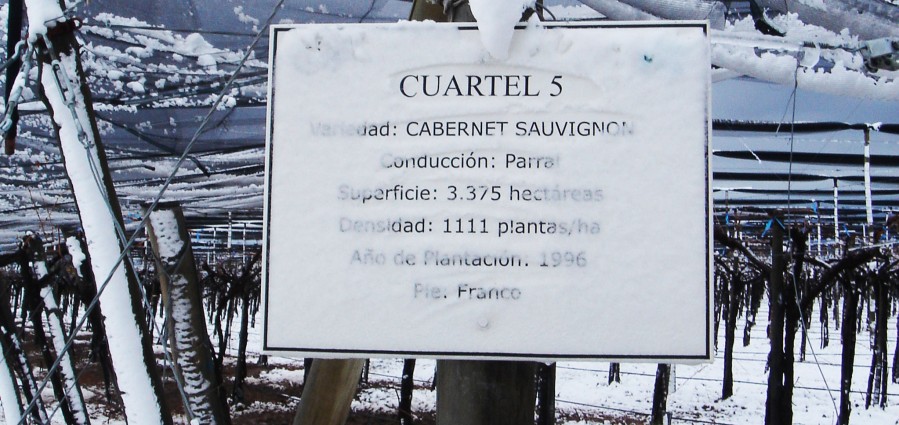 CUARTEL 5
Variedad: CABERNET SAUVIGNON
Conducción: Parral
Superficie: 3.375 hectáreas
Densidad: 1111 plantas/ha
Año de Plantación: 1996
Pie: Franco